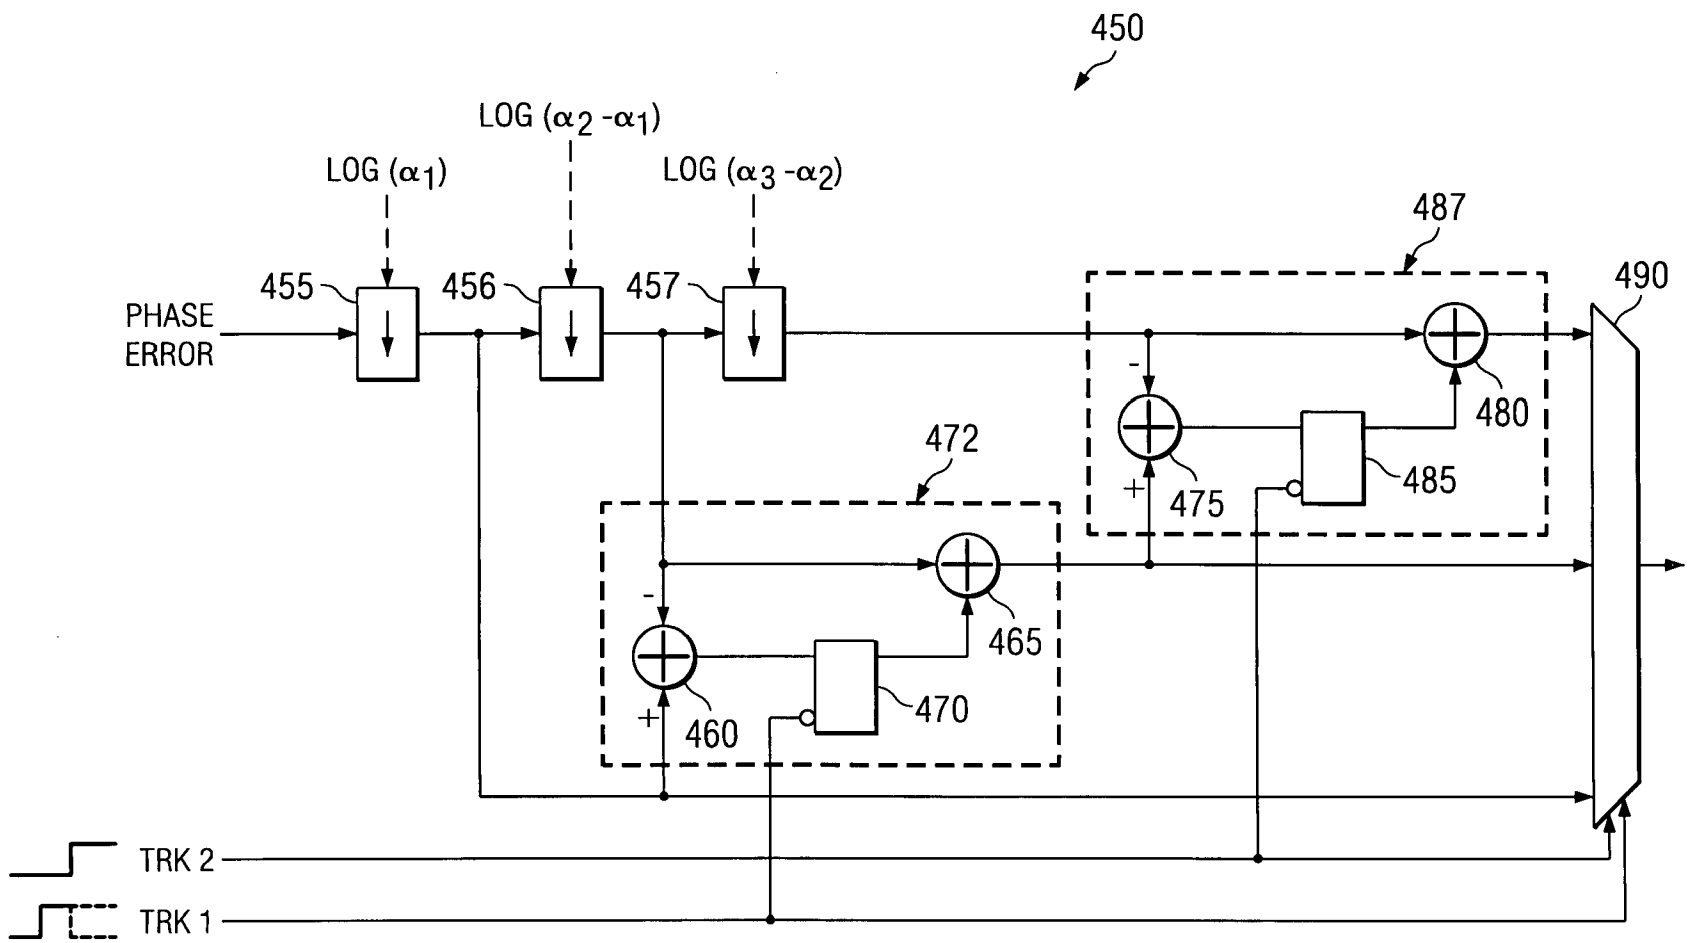 450
LOG (α2 -α1)
LOG (α1)
LOG (α3 -α2)
487
455
456
457
490
PHASE
ERROR
-
480
472
+
475
485
-
465
+
460
470
TRK 2
TRK 1